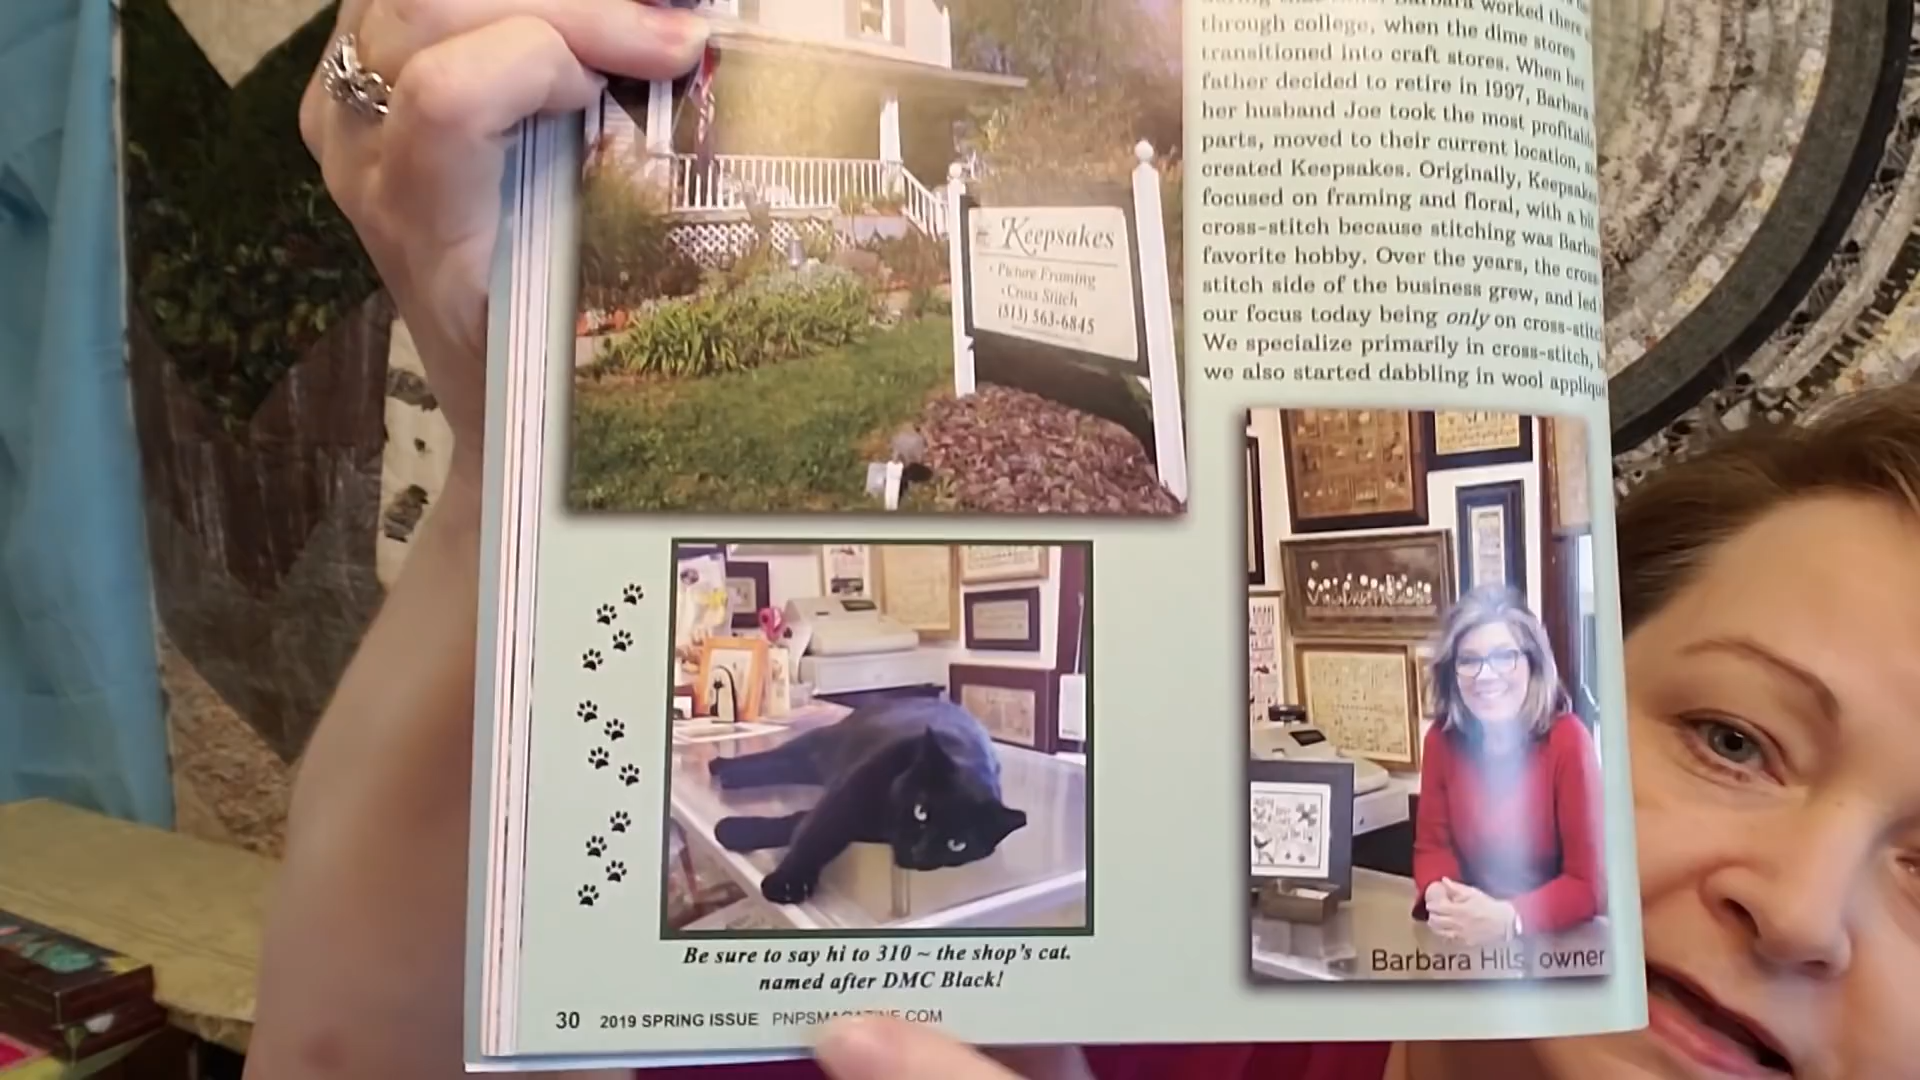 Barbara worked there
through college, when the dime stores
transitioned into craft stores. When her
father decided to retire in 1997, Barbara
her husband Joe took the most profitable
parts, moved to their current location,
created Keepsakes. Originally, Keepsakes
focused on framing and floral, with a bit
cross-stitch because stitching was
favorite hobby. Over the years, the cross
stitch side of the business grew, and led
our focus today being only on cross-stitc
We specialize primarily in cross-stitch,
we also started dabbling in wool appliqué
Keepsakes
• Picture Framing
• Cross Stitch
(513) 563-6845
Be sure to say hi to 310 ~ the shop's cat.
named after DMC Black!
Barbara Hils, owner
30 2019 SPRING ISSUE PNPSMAGAZINE.COM